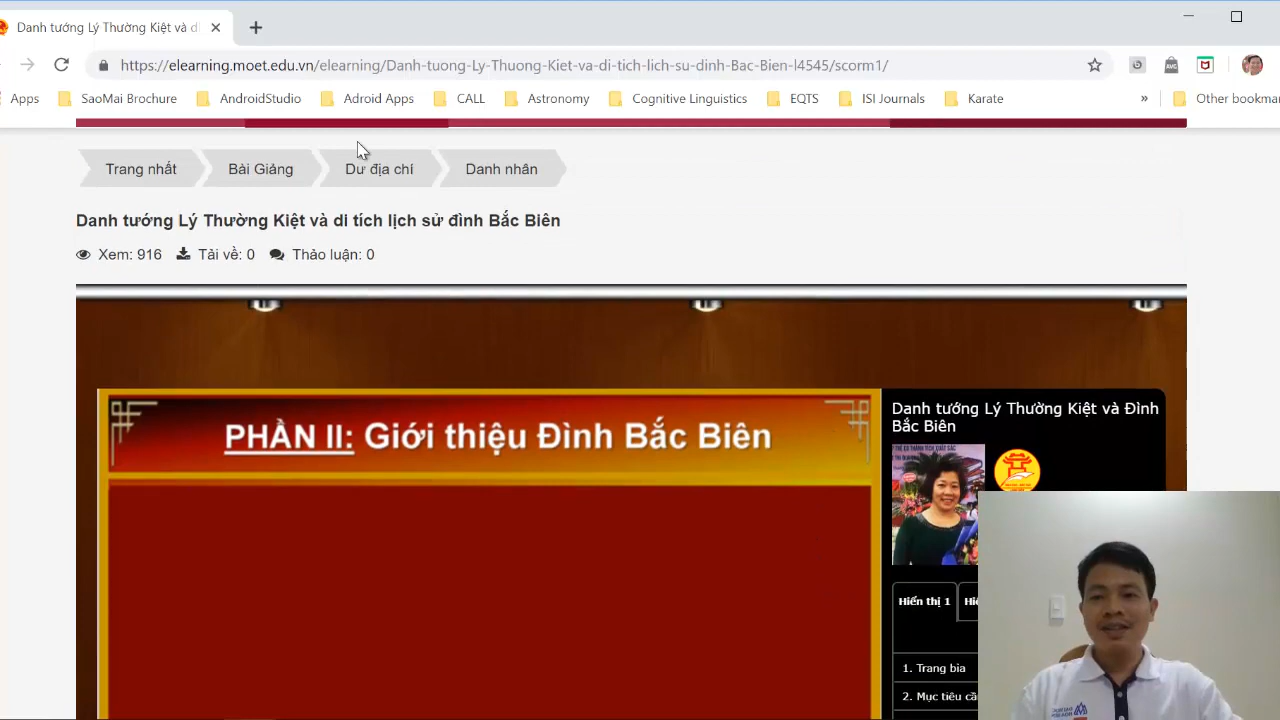 Danh tướng Lý Thường Kiệt và di
https://elearning.moet.edu.vn/elearning/Danh-tuong-Ly-Thuong-Kiet-va-di-tich-lich-su-dinh-Bac-Bien-l4545/scorm1/
Apps SaoMai Brochure AndroidStudio Adroid Apps CALL Astronomy Cognitive Linguistics EQTS ISI Journals Karate » Other bookmar
Trang nhất Bài Giảng Dư địa chí Danh nhân
Danh tướng Lý Thường Kiệt và di tích lịch sử đình Bắc Biên
Xem: 916 Tải về: 0 Thảo luận: 0
PHẦN II: Giới thiệu Đình Bắc Biên
Danh tướng Lý Thường Kiệt và Đình
Bắc Biên
Hiển thị 1 Hiể
1. Trang bìa
2. Mục tiêu cầ